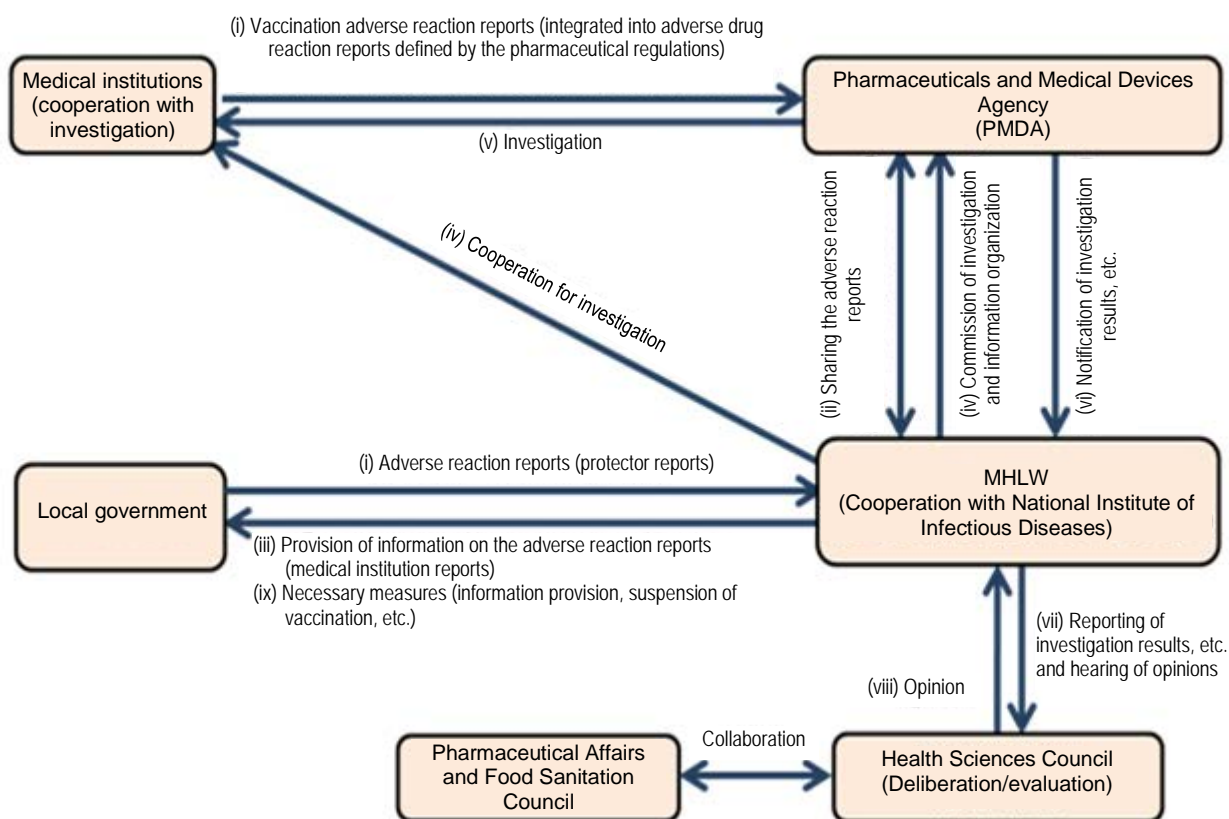 (i) Vaccination adverse reaction reports (integrated into adverse drug
reaction reports defined by the pharmaceutical regulations)
Medical institutions
(cooperation with
investigation)
Pharmaceuticals and Medical Devices
Agency
(PMDA)
(v) Investigation
(iv) Cooperation for investigation
(ii) Sharing the adverse reaction
reports
(iv) Commission of investigation
and information organization
(vi) Notification of investigation
results, etc.
(i) Adverse reaction reports (protector reports)
Local government
MHLW
(Cooperation with National Institute of
Infectious Diseases)
(iii) Provision of information on the adverse reaction reports
(medical institution reports)
(ix) Necessary measures (information provision, suspension of
vaccination, etc.)
(vii) Reporting of
investigation results, etc.
and hearing of opinions
(viii) Opinion
Pharmaceutical Affairs
and Food Sanitation
Council
Collaboration
Health Sciences Council
(Deliberation/evaluation)